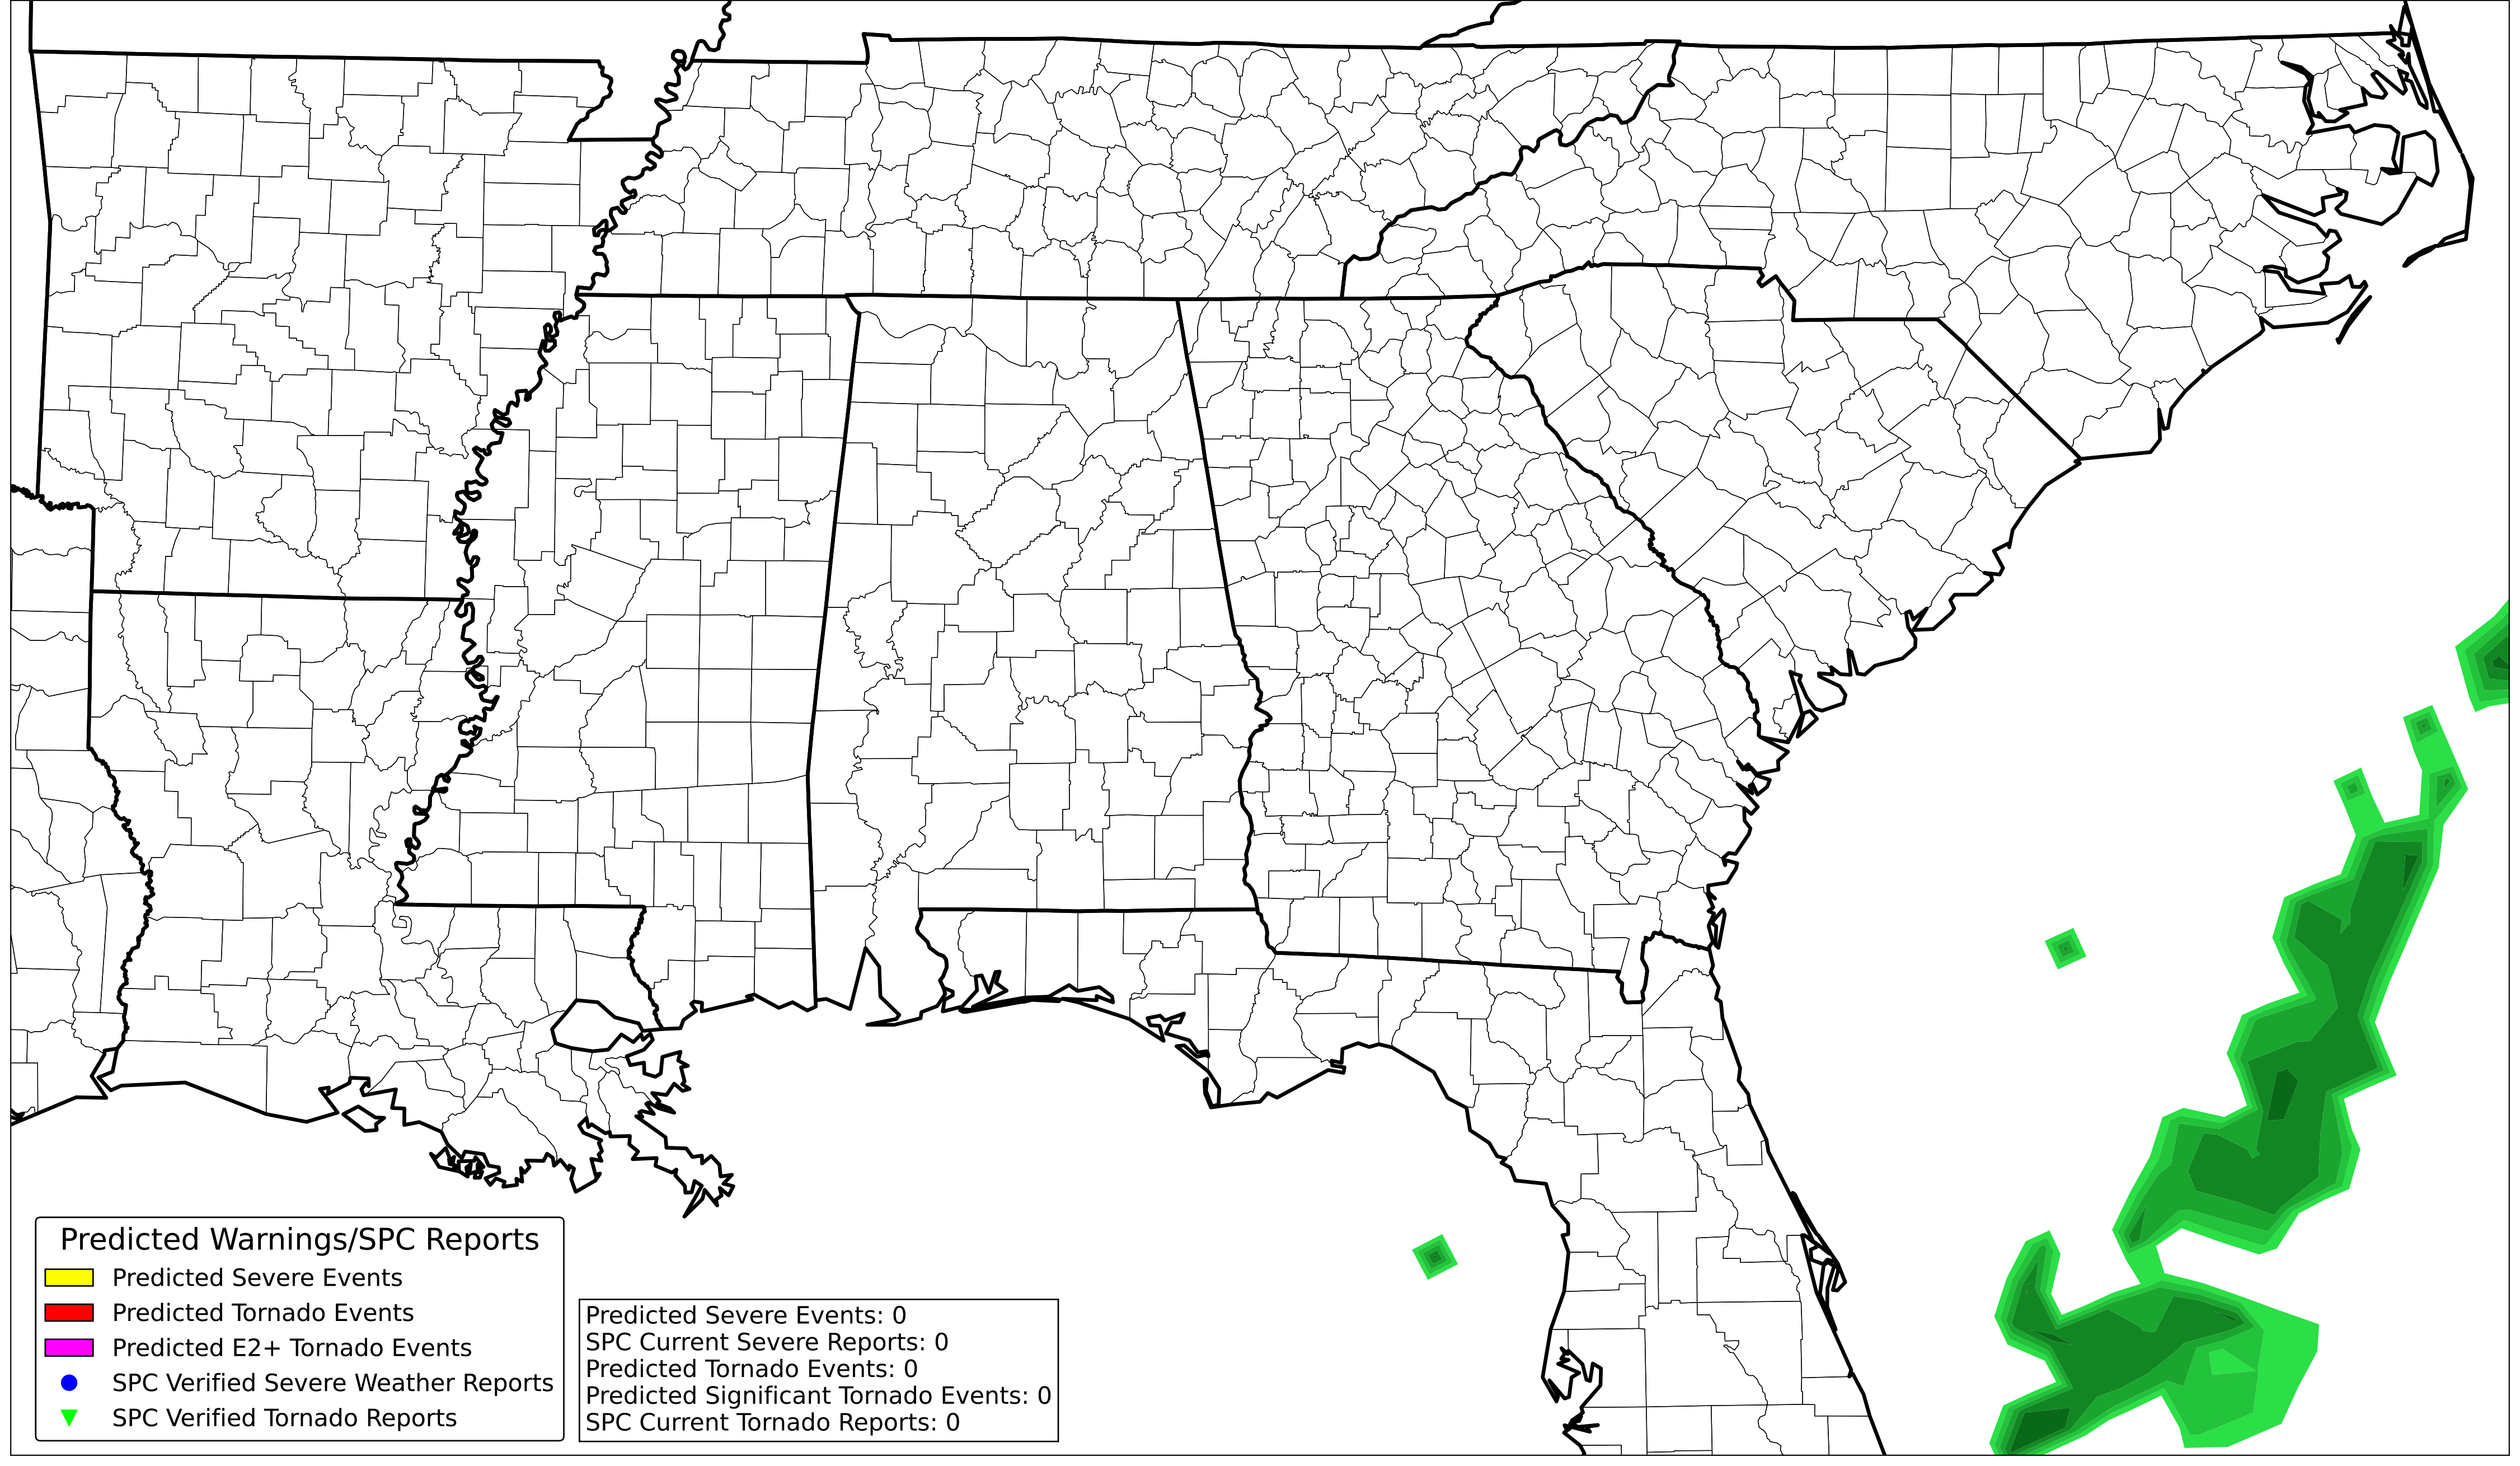 Predicted Warnings/SPC Reports
Predicted Severe Events
Predicted Tornado Events
Predicted E2+ Tornado Events
SPC Verified Severe Weather Reports
SPC Verified Tornado Reports
Predicted Severe Events: 0
SPC Current Severe Reports: 0
Predicted Tornado Events: 0
Predicted Significant Tornado Events: 0
SPC Current Tornado Reports: 0